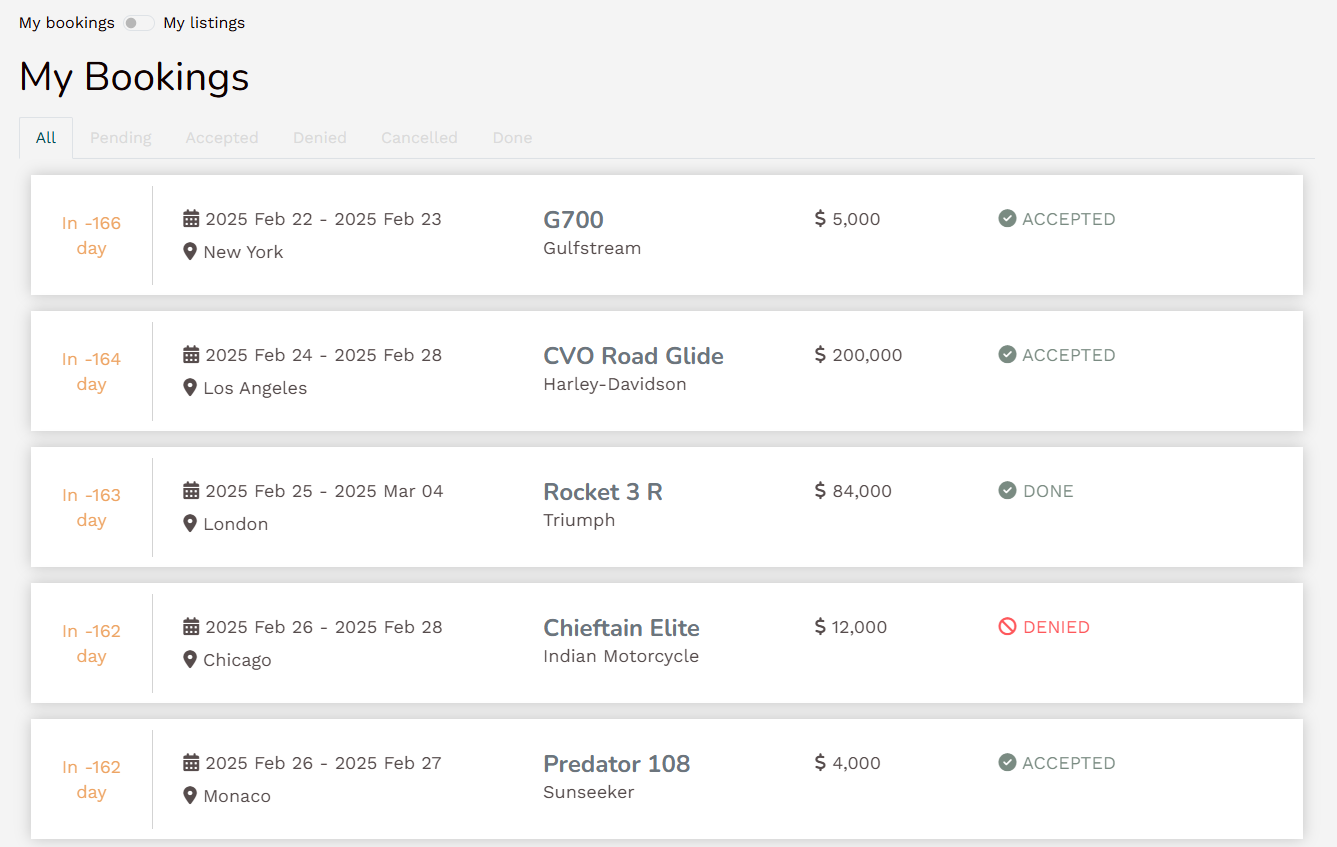 My bookings My listings
My Bookings
All Pending Accepted Denied Cancelled Done
In -166
day
2025 Feb 22 - 2025 Feb 23
New York
G700
Gulfstream
$ 5,000
ACCEPTED
In -164
day
2025 Feb 24 - 2025 Feb 28
Los Angeles
CVO Road Glide
Harley-Davidson
$ 200,000
ACCEPTED
In -163
day
2025 Feb 25 - 2025 Mar 04
London
Rocket 3 R
Triumph
$ 84,000
DONE
In -162
day
2025 Feb 26 - 2025 Feb 28
Chicago
Chieftain Elite
Indian Motorcycle
$ 12,000
DENIED
In -162
day
2025 Feb 26 - 2025 Feb 27
Monaco
Predator 108
Sunseeker
$ 4,000
ACCEPTED